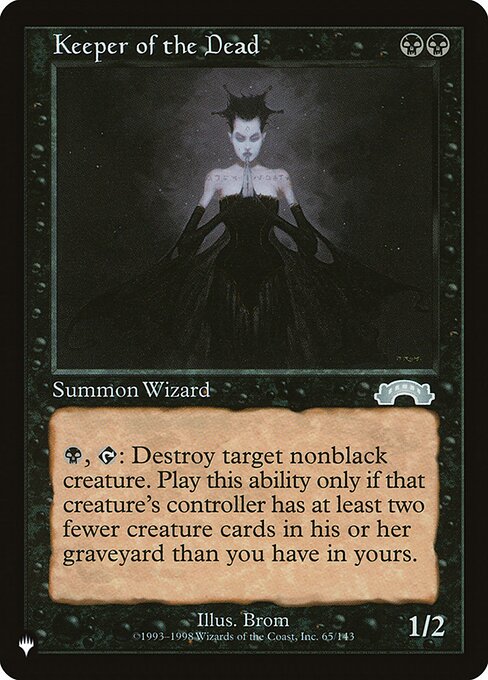 Keeper of the Dead
Summon Wizard
, : Destroy target nonblack
creature. Play this ability only if that
creature's controller has at least two
fewer creature cards in his or her
graveyard than you have in yours.
Illus. Brom
©1993-1998 Wizards of the Coast, Inc. 65/143
1/2